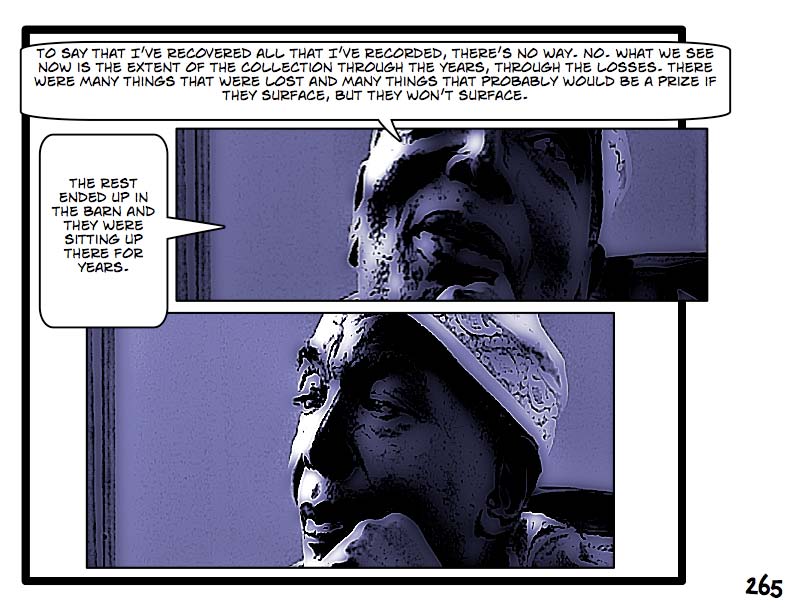 TO SAY THAT I'VE RECOVERED ALL THAT I'VE RECORDED, THERE'S NO WAY. NO. WHAT WE SEE
NOW IS THE EXTENT OF THE COLLECTION THROUGH THE YEARS, THROUGH THE LOSSES. THERE
WERE MANY THINGS THAT WERE LOST AND MANY THINGS THAT PROBABLY WOULD BE A PRIZE IF
THEY SURFACE, BUT THEY WON'T SURFACE.
THE REST
ENDED UP IN
THE BARN AND
THEY WERE
SITTING UP
THERE FOR
YEARS.
265